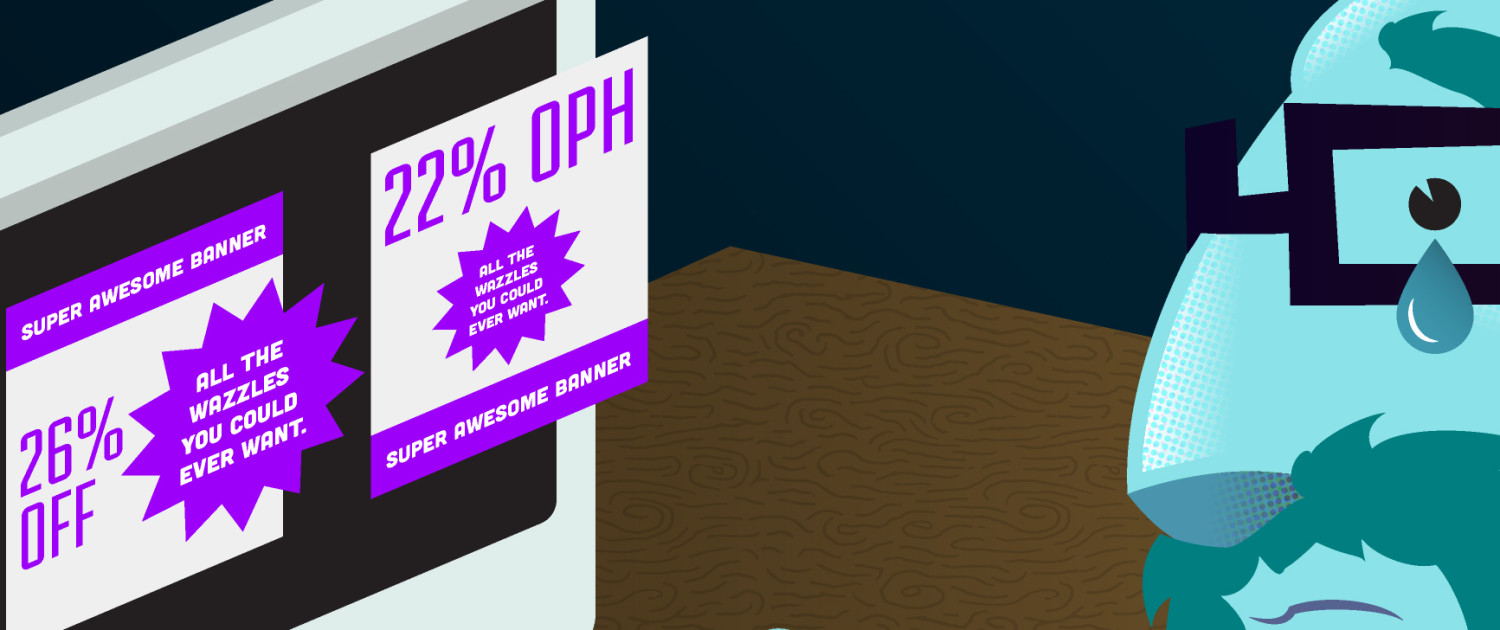 SUPER AWESOME BANNER
26%
OFF
ALL THE
WAZZLES
YOU COULD
EVER WANT.
22% OPH
ALL THE
WAZZLES
YOU COULD
EVER WANT.
SUPER AWESOME BANNER